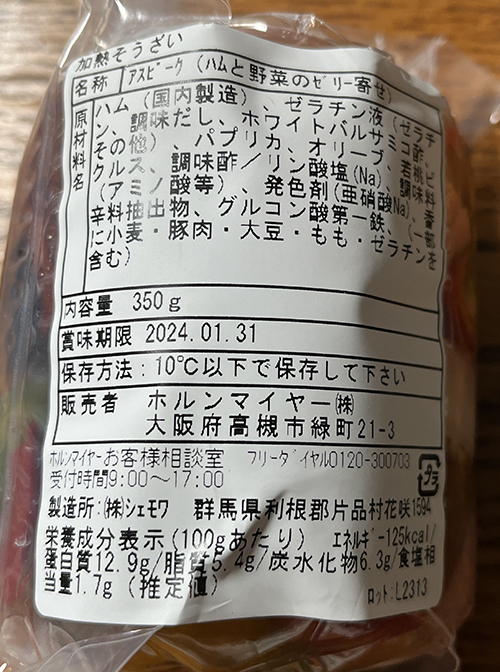 加熱そうざい
名称 アスピーク (ハムと野菜のゼリー寄せ)
原材料名 ハム (国内製造)、ゼラチン液 (ゼラチ
ン、調味だし、ホワイトバルサミコ酢、
その他)、パプリカ、オリーブ、若桃、ピ
クルス、調味酢/リン酸塩(Na)、調味料
(アミノ酸等)、発色剤(亜硝酸Na)、香
辛料抽出物、グルコン酸第一鉄、(一部
に小麦・豚肉・大豆・もも・ゼラチンを
含む)
内容量 350g
賞味期限 2024.01.31
保存方法:10℃以下で保存して下さい
販売者 ホルンマイヤー㈱
大阪府高槻市緑町21-3
ホルンマイヤーお客様相談室 フリーダイヤル0120-300703
受付時間9:00~17:00
プラ
製造所:㈱シェモワ 群馬県利根郡片品村花咲1594
栄養成分表示(100gあたり) エネルギー125kcal/
蛋白質12.9g/脂質5.4g/炭水化物6.3g/食塩相
当量1.7g (推定値)
ロット:L2313